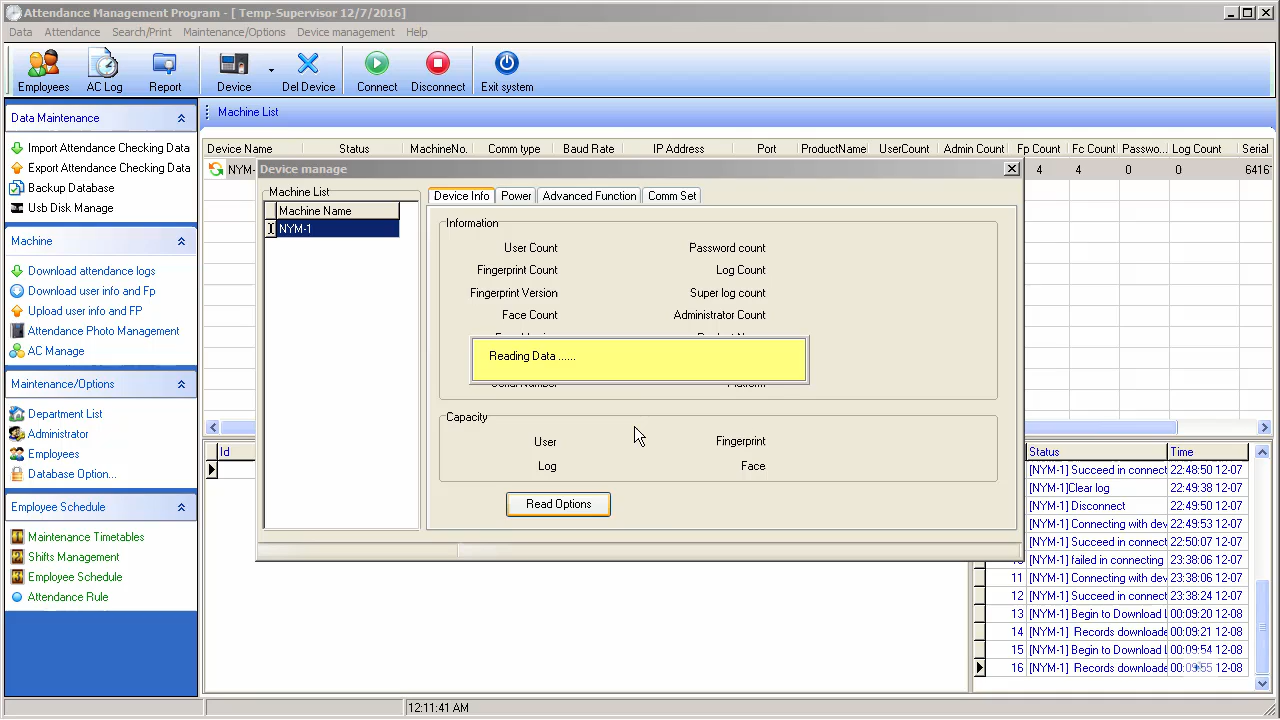 Attendance Management Program - [ Temp-Supervisor 12/7/2016]
Data Attendance Search/Print Maintenance/Options Device management Help
Employees AC Log Report Device Del Device Connect Disconnect Exit system
Data Maintenance
Import Attendance Checking Data
Export Attendance Checking Data
Backup Database
Usb Disk Manage
Machine
Download attendance logs
Download user info and Fp
Upload user info and FP
Attendance Photo Management
AC Manage
Maintenance/Options
Department List
Administrator
Employees
Database Option...
Employee Schedule
Maintenance Timetables
Shifts Management
Employee Schedule
Attendance Rule
Machine List
Device Name Status MachineNo. Comm type Baud Rate IP Address Port ProductName UserCount Admin Count Fp Count Fc Count Passwo.. Log Count Serial
NYM- 4 4 0 0 6416
Device manage
Machine List
Machine Name
NYM-1
Device Info Power Advanced Function Comm Set
Information
User Count Password count
Fingerprint Count Log Count
Fingerprint Version Super log count
Face Count Administrator Count
Reading Data ......
Serial Number Platform
Capacity
User Fingerprint
Log Face
Read Options
Id
Status Time
[NYM-1] Succeed in connect 22:48:50 12-07
[NYM-1]Clear log 22:49:38 12-07
[NYM-1] Disconnect 22:49:50 12-07
[NYM-1] Connecting with dev 22:49:53 12-07
[NYM-1] Succeed in connect 22:50:07 12-07
10 [NYM-1] failed in connecting 23:38:06 12-07
11 [NYM-1] Connecting with dev 23:38:06 12-07
12 [NYM-1] Succeed in connect 23:38:24 12-07
13 [NYM-1] Begin to Download L 00:09:20 12-08
14 [NYM-1] Records downloade 00:09:21 12-08
15 [NYM-1] Begin to Download L 00:09:54 12-08
16 [NYM-1] Records downloade 00:09:55 12-08
12:11:41 AM